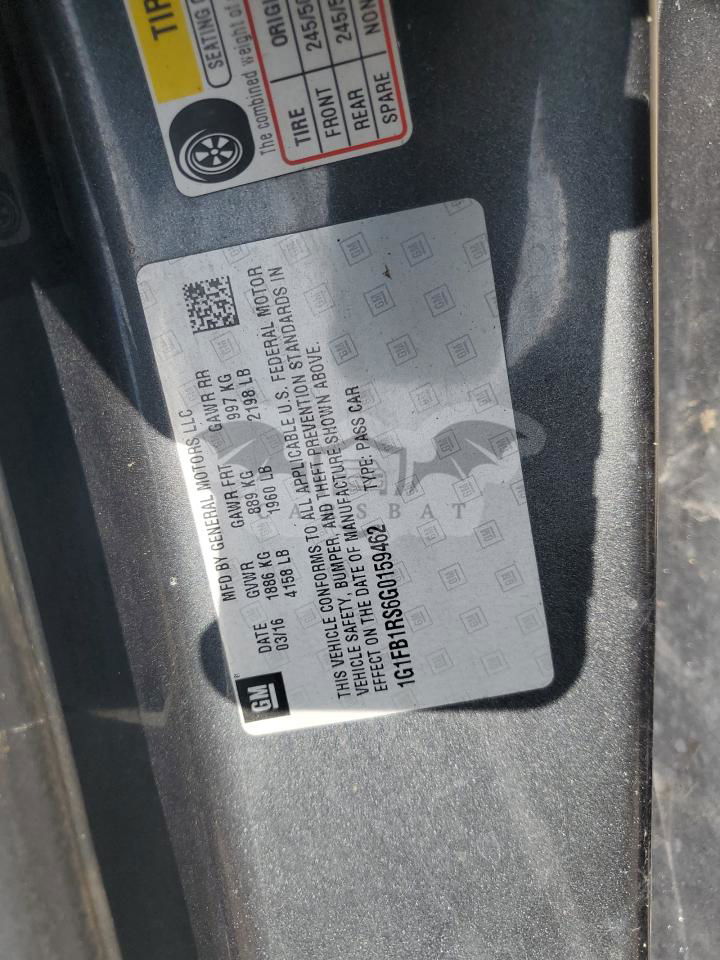 TIR
SEATING
The combined weight of
TIRE ORIGI
FRONT 245/50
REAR 245/5
SPARE NON
GM
MFD BY GENERAL MOTORS LLC
DATE GVWR GAWR FRT GAWR RR
03/16 1886 KG 889 KG 997 KG
4158 LB 1960 LB 2198 LB
THIS VEHICLE CONFORMS TO ALL APPLICABLE U.S. FEDERAL MOTOR
VEHICLE SAFETY, BUMPER, AND THEFT PREVENTION STANDARDS IN
EFFECT ON THE DATE OF MANUFACTURE SHOWN ABOVE.
TYPE: PASS CAR
1G1FB1RS6G0159462